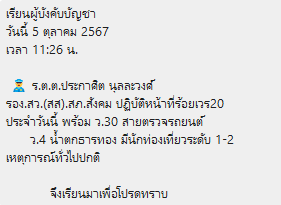 เรียนผู้บังคับบัญชา
วันนี้ 5 ตุลาคม 2567
เวลา 11:26 น.
👮 ร.ต.ต.ประกาศิต นุลละวงศ์
รอง.สว.(สส).สภ.สังคม ปฏิบัติหน้าที่ร้อยเวร20
ประจำวันนี้ พร้อม ว.30 สายตรวจรถยนต์
ว.4 น้ำตกธารทอง มีนักท่องเที่ยวระดับ 1-2
เหตุการณ์ทั่วไปปกติ
จึงเรียนมาเพื่อโปรดทราบ